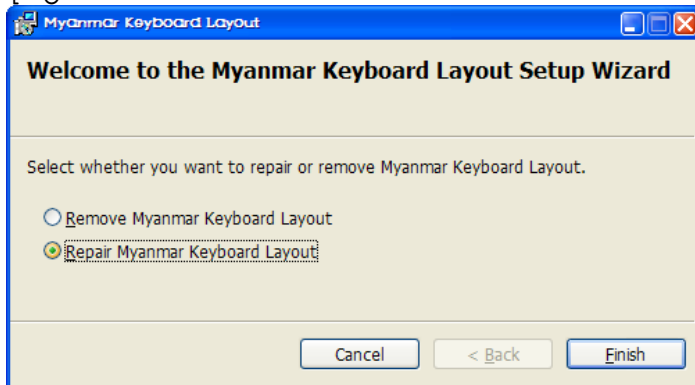 Myanmar Keyboard Layout
Welcome to the Myanmar Keyboard Layout Setup Wizard
Select whether you want to repair or remove Myanmar Keyboard Layout.
Remove Myanmar Keyboard Layout
Repair Myanmar Keyboard Layout
Cancel < Back Finish